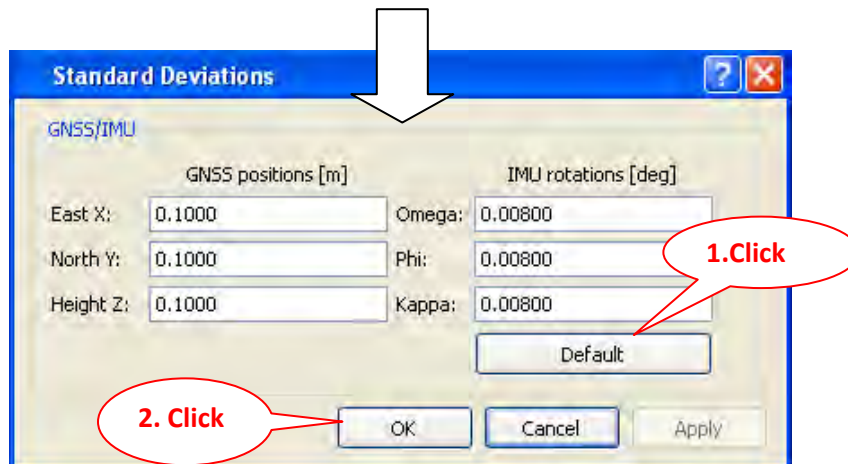 Standard Deviations
GNSS/IMU
GNSS positions [m] IMU rotations [deg]
East X: 0.1000 Omega: 0.00800
North Y: 0.1000 Phi: 0.00800
1.Click
Height Z: 0.1000 Kappa: 0.00800
Default
2. Click
OK Cancel Apply